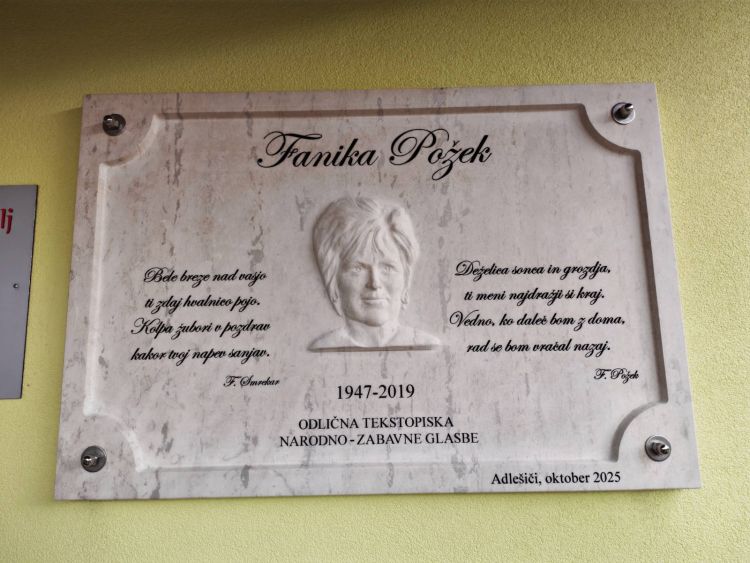 Fanika Požek
Bele breze nad vasjo
ti zdaj hvalnico pojo.
Kolpa žubori v pozdrav
kakor tvoj napev sanjav.
F. Smrekar
Deželica sonca in grozdja,
ti meni najdražji si kraj.
Vedno, ko daleč bom z doma,
rad se bom vračal nazaj.
F. Požek
1947-2019
ODLIČNA TEKSTOPISKA
NARODNO - ZABAVNE GLASBE
Adlešiči, oktober 2025
lj